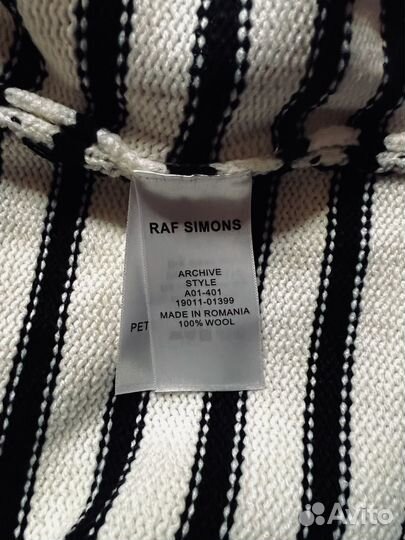 RAF SIMONS
ARCHIVE
STYLE
A01-401
19011-01399
MADE IN ROMANIA
100% WOOL
PET
Avito